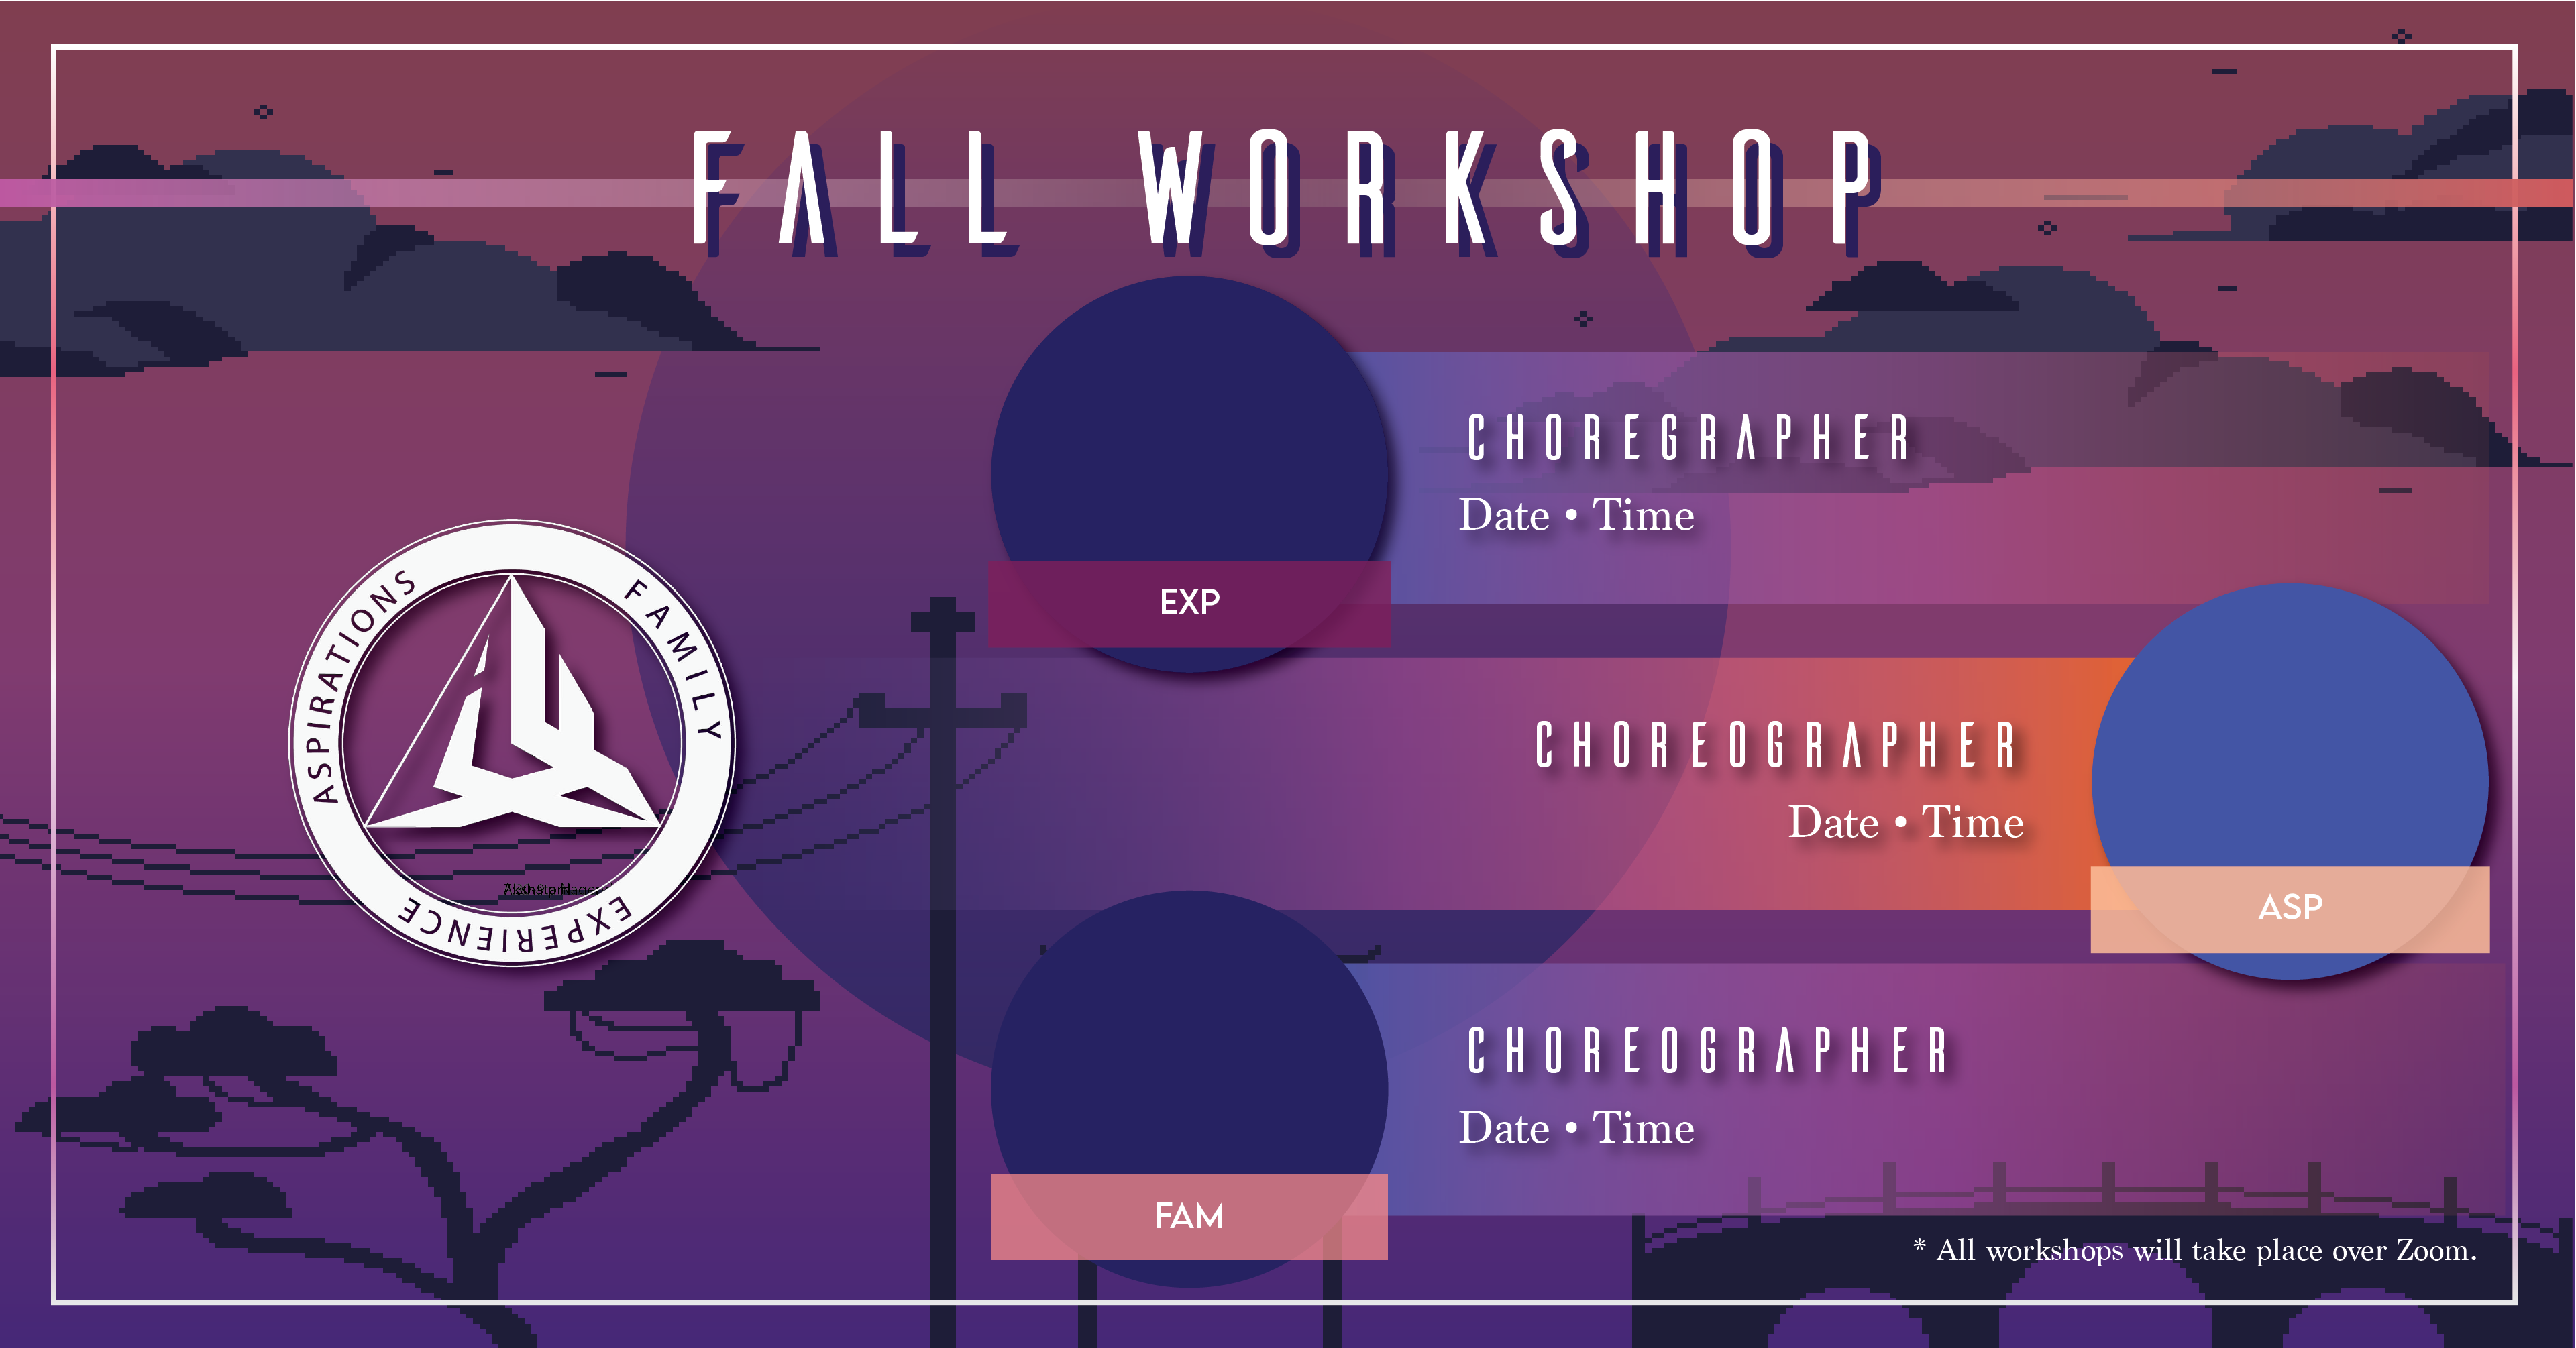 FALL WORKSHOP
CHOREGRAPHER
Date • Time
EXP
ASPIRATIONS
FAMILY
EXPERIENCE
CHOREOGRAPHER
Date • Time
ASP
CHOREOGRAPHER
Date • Time
FAM
* All workshops will take place over Zoom.